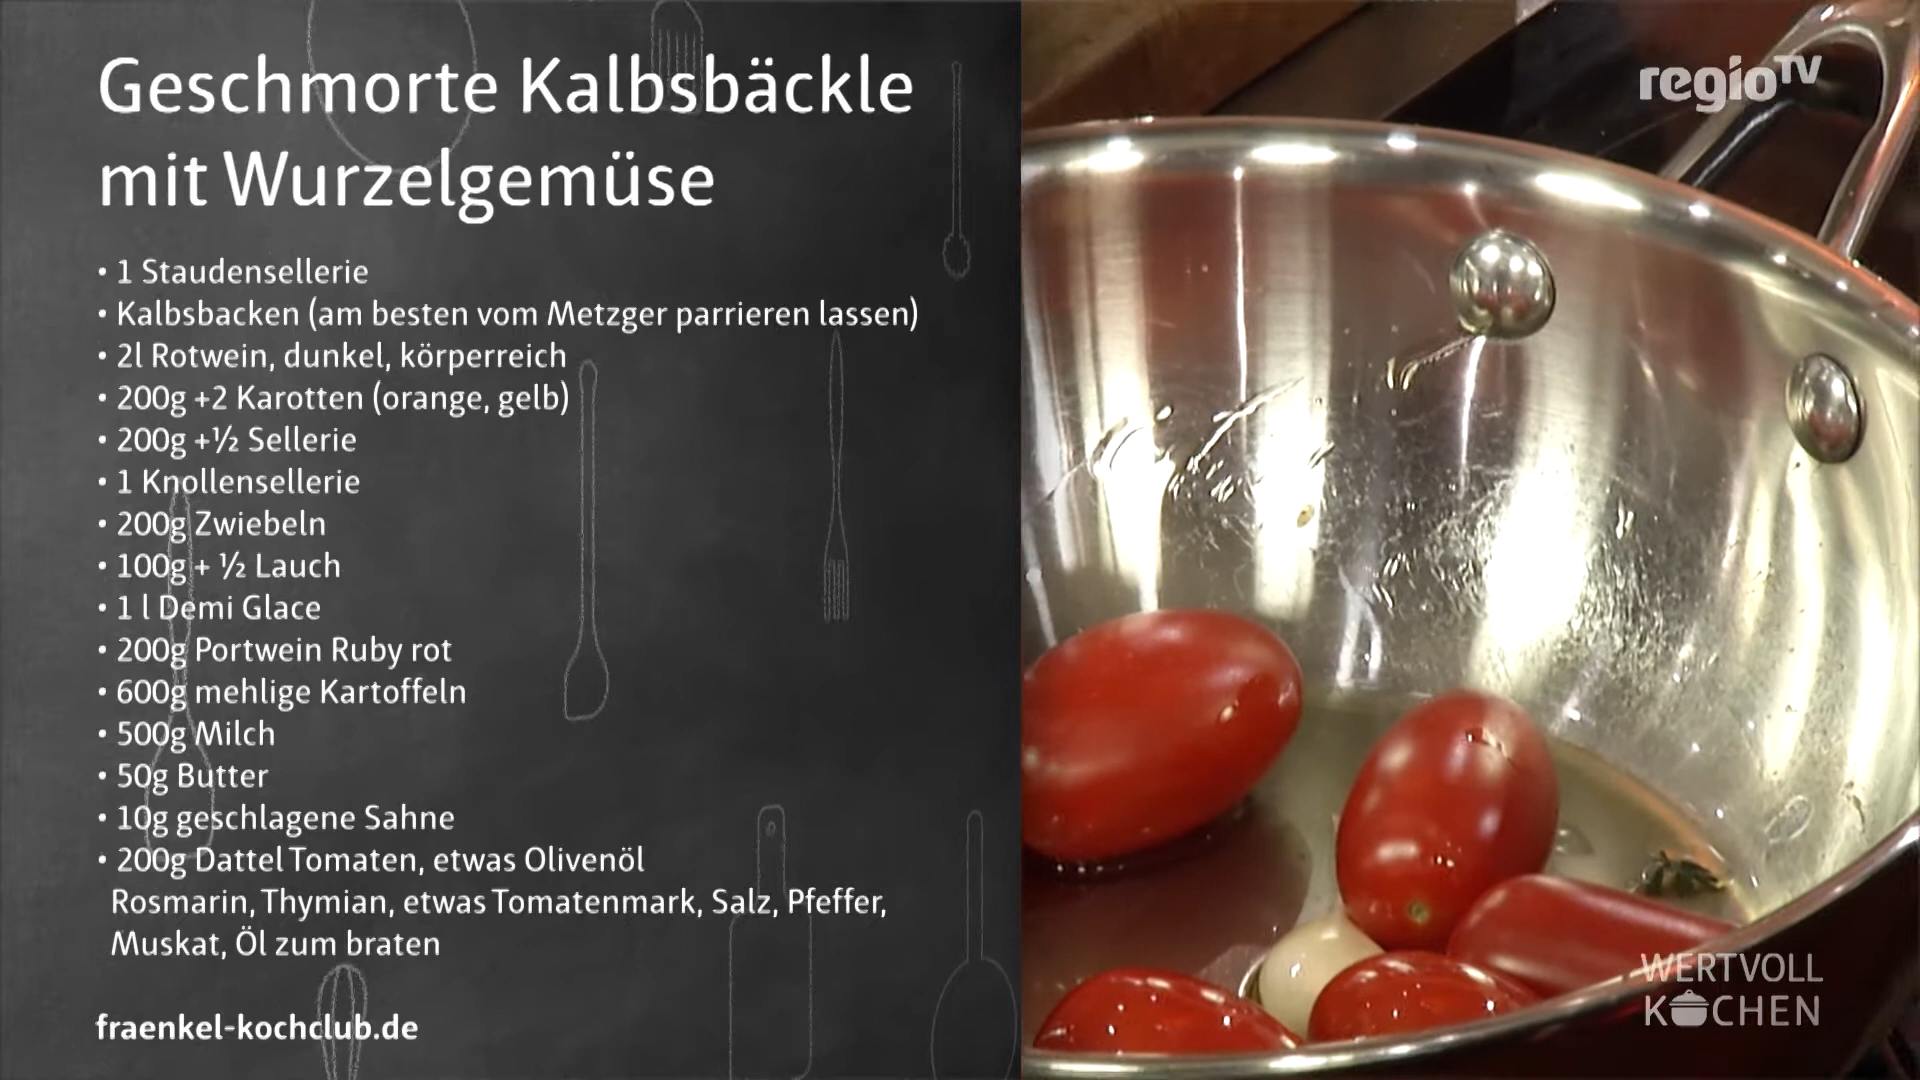 Geschmorte Kalbsbäckle
mit Wurzelgemüse
• 1 Staudensellerie
• Kalbsbacken (am besten vom Metzger parrieren lassen)
• 2l Rotwein, dunkel, körperreich
• 200g +2 Karotten (orange, gelb)
• 200g +½ Sellerie
• 1 Knollensellerie
• 200g Zwiebeln
• 100g + ½ Lauch
• 1 l Demi Glace
• 200g Portwein Ruby rot
• 600g mehlige Kartoffeln
• 500g Milch
• 50g Butter
• 10g geschlagene Sahne
• 200g Dattel Tomaten, etwas Olivenöl
Rosmarin, Thymian, etwas Tomatenmark, Salz, Pfeffer,
Muskat, Öl zum braten
fraenkel-kochclub.de
regioTV
WERTVOLL
KOCHEN